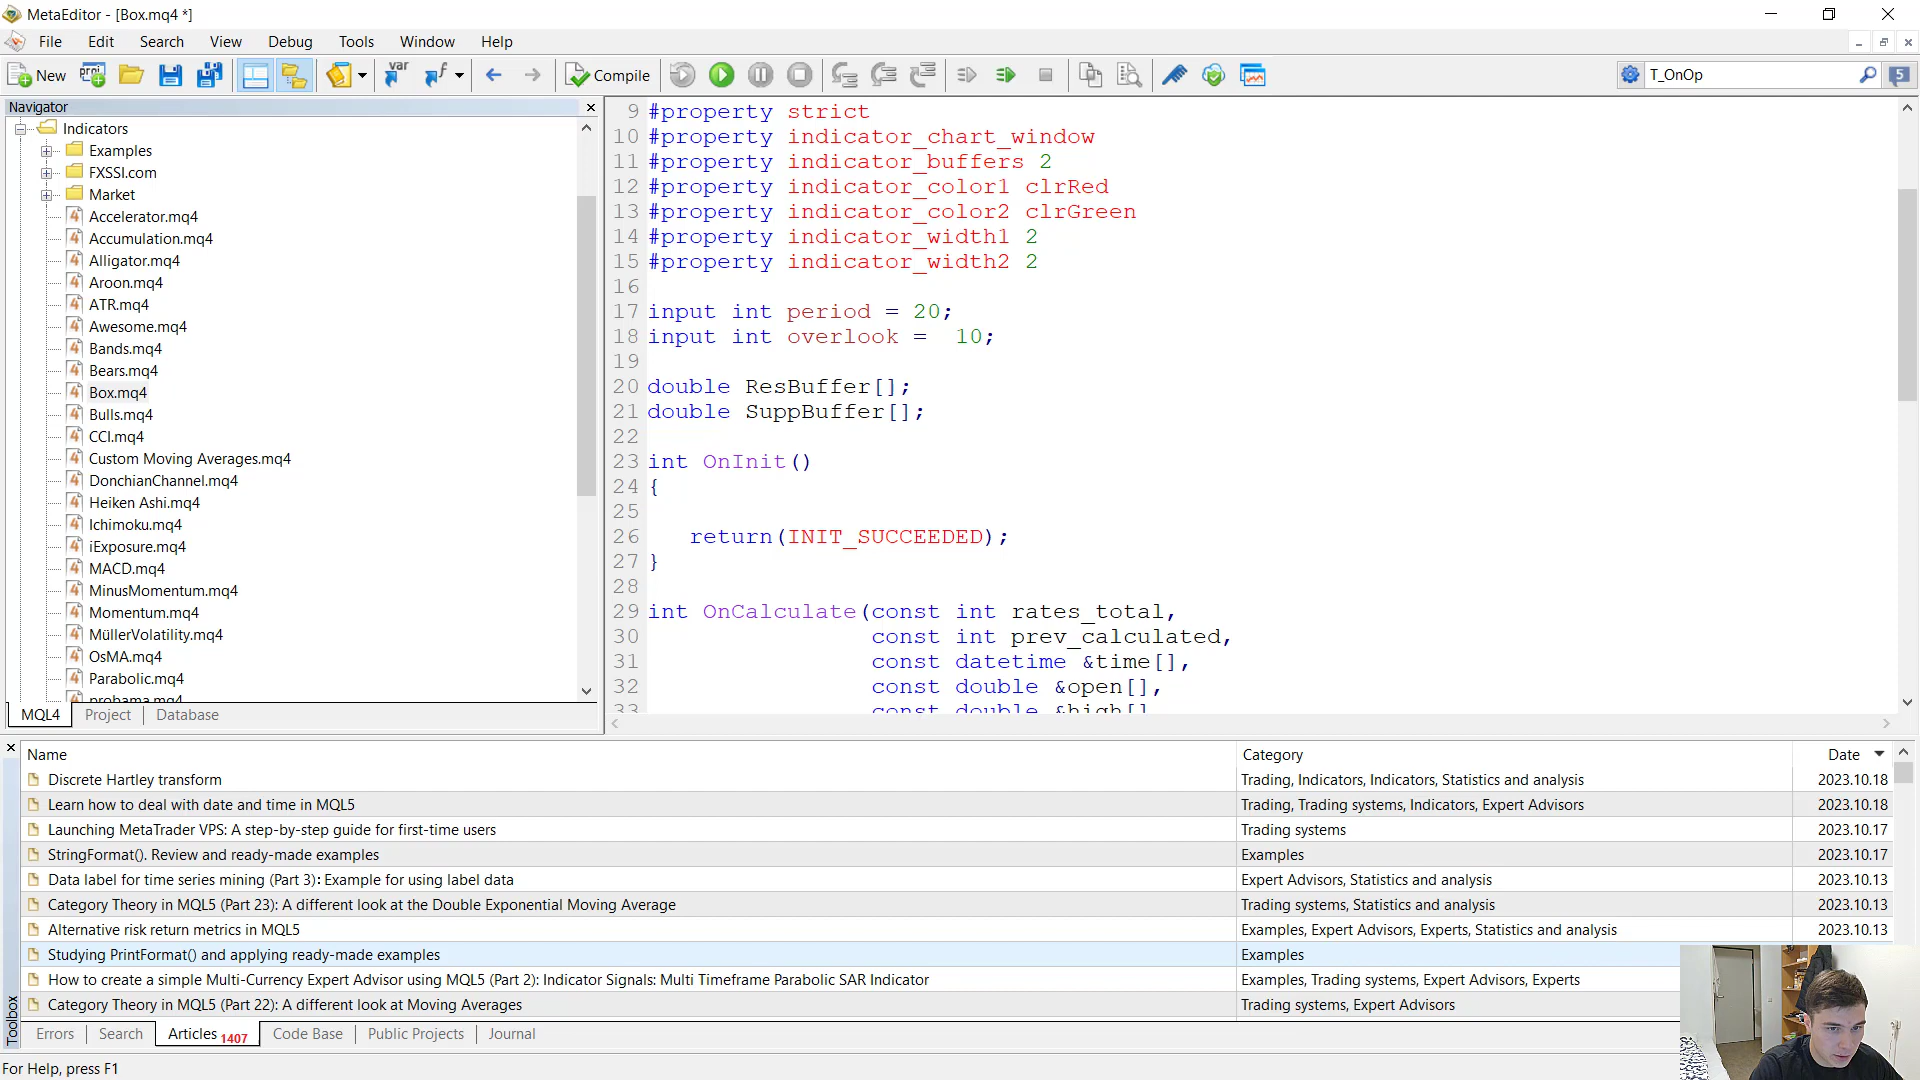 MetaEditor - [Box.mq4 *]
File Edit Search View Debug Tools Window Help
New Compile T_OnOp 5
Navigator
Indicators
Examples
FXSSI.com
Market
Accelerator.mq4
Accumulation.mq4
Alligator.mq4
Aroon.mq4
ATR.mq4
Awesome.mq4
Bands.mq4
Bears.mq4
Box.mq4
Bulls.mq4
CCI.mq4
Custom Moving Averages.mq4
DonchianChannel.mq4
Heiken Ashi.mq4
Ichimoku.mq4
iExposure.mq4
MACD.mq4
MinusMomentum.mq4
Momentum.mq4
MüllerVolatility.mq4
OsMA.mq4
Parabolic.mq4
MQL4 Project Database
9 #property strict
10 #property indicator_chart_window
11 #property indicator_buffers 2
12 #property indicator_color1 clrRed
13 #property indicator_color2 clrGreen
14 #property indicator_width1 2
15 #property indicator_width2 2
16
17 input int period = 20;
18 input int overlook =  10;
19
20 double ResBuffer[];
21 double SuppBuffer[];
22
23 int OnInit()
24 {
25
26    return(INIT_SUCCEEDED);
27 }
28
29 int OnCalculate(const int rates_total,
30                 const int prev_calculated,
31                 const datetime &time[],
32                 const double &open[],
33                 const double &high[]
Name Category Date
Discrete Hartley transform Trading, Indicators, Indicators, Statistics and analysis 2023.10.18
Learn how to deal with date and time in MQL5 Trading, Trading systems, Indicators, Expert Advisors 2023.10.18
Launching MetaTrader VPS: A step-by-step guide for first-time users Trading systems 2023.10.17
StringFormat(). Review and ready-made examples Examples 2023.10.17
Data label for time series mining (Part 3): Example for using label data Expert Advisors, Statistics and analysis 2023.10.13
Category Theory in MQL5 (Part 23): A different look at the Double Exponential Moving Average Trading systems, Statistics and analysis 2023.10.13
Alternative risk return metrics in MQL5 Examples, Expert Advisors, Experts, Statistics and analysis 2023.10.13
Studying PrintFormat() and applying ready-made examples Examples
How to create a simple Multi-Currency Expert Advisor using MQL5 (Part 2): Indicator Signals: Multi Timeframe Parabolic SAR Indicator Examples, Trading systems, Expert Advisors, Experts
Category Theory in MQL5 (Part 22): A different look at Moving Averages Trading systems, Expert Advisors
Toolbox
Errors Search Articles 1407 Code Base Public Projects Journal
For Help, press F1